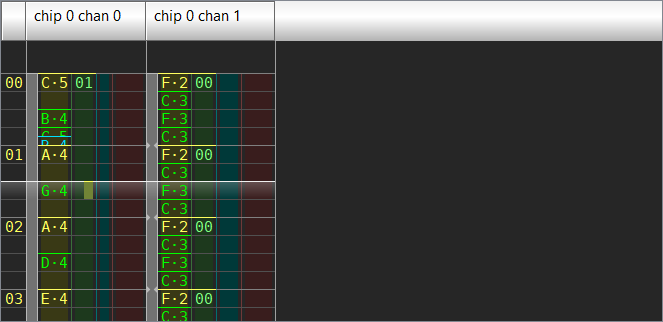 chip 0 chan 0 chip 0 chan 1
00 C·5 01 F·2 00
C·3
B·4 F·3
C·5 C·3
B·4
01 A·4 F·2 00
C·3
G·4 F·3
C·3
02 A·4 F·2 00
C·3
D·4 F·3
C·3
03 E·4 F·2 00
C·3